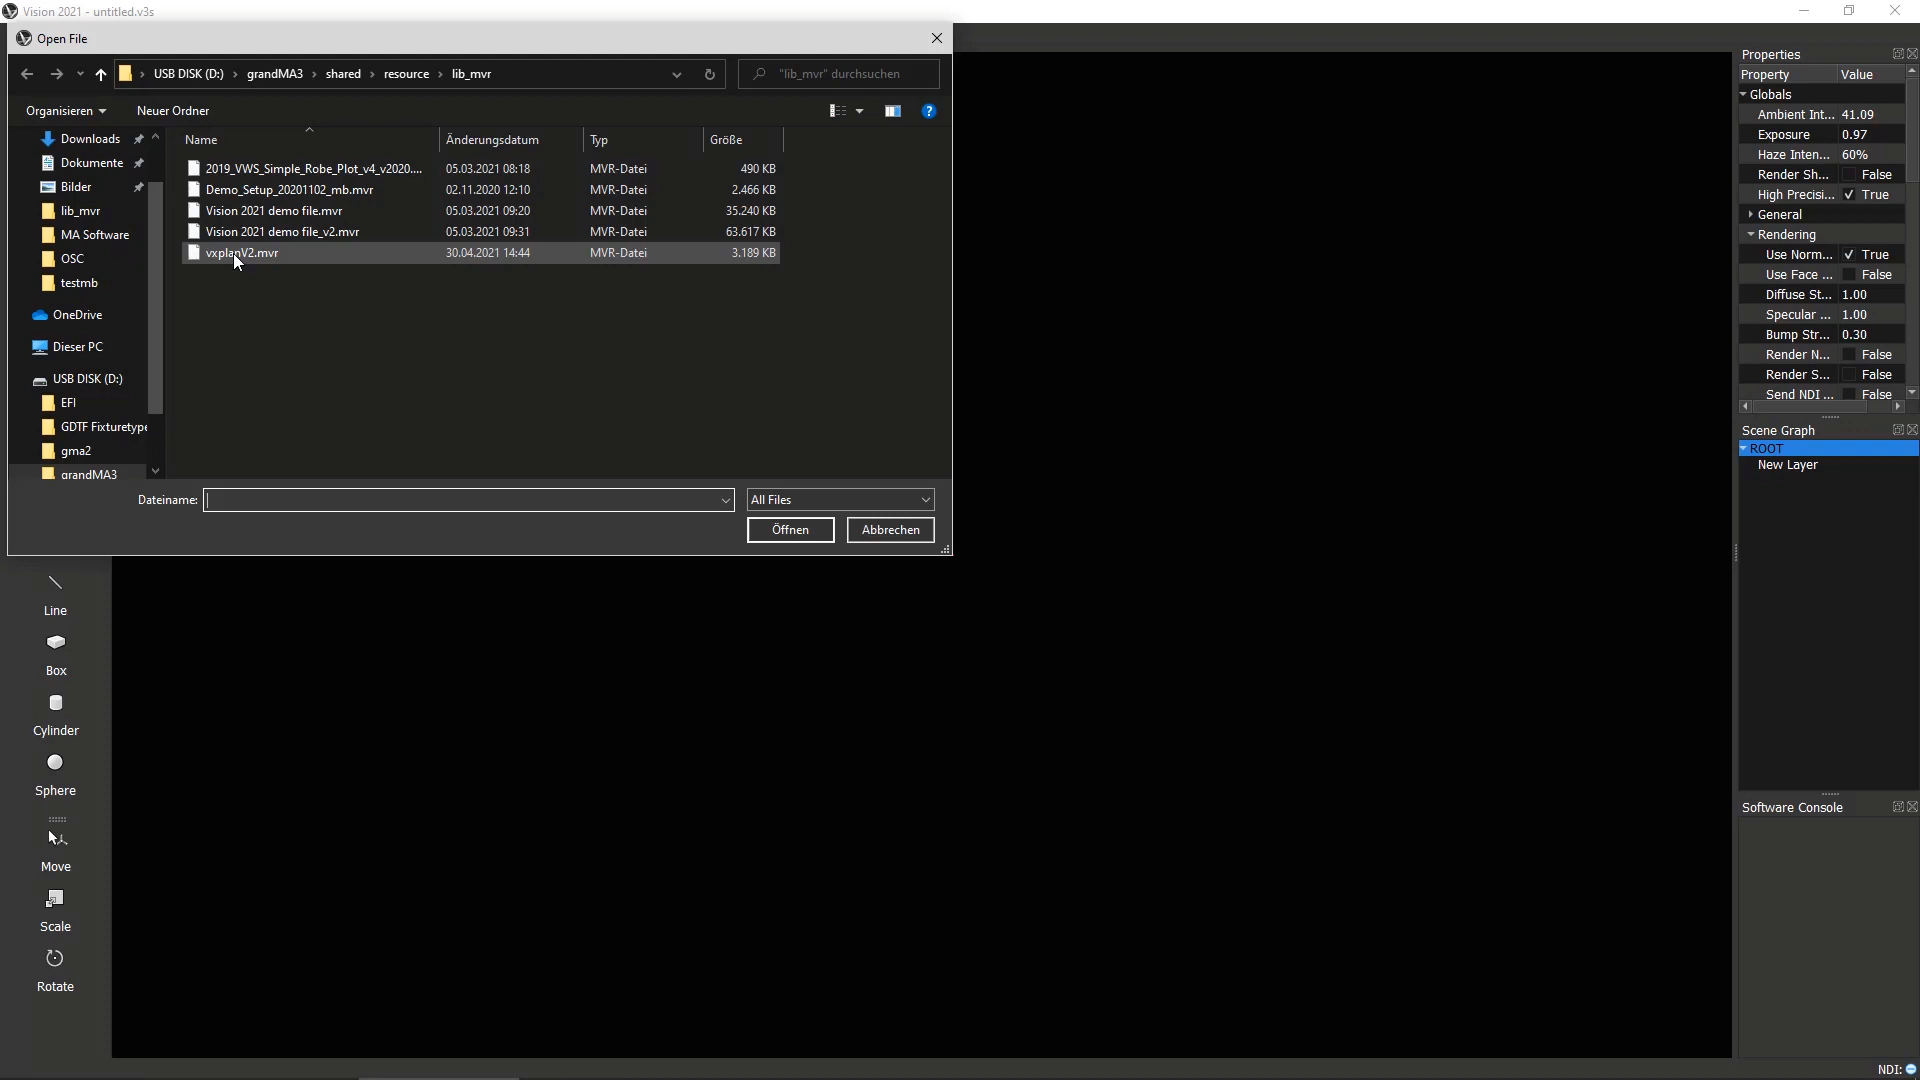 Vision 2021 - untitled.v3s
Open File
USB DISK (D:) › grandMA3 › shared › resource › lib_mvr
"lib_mvr" durchsuchen
Organisieren
Neuer Ordner
Downloads
Dokumente
Bilder
lib_mvr
MA Software
OSC
testmb
OneDrive
Dieser PC
USB DISK (D:)
EFI
GDTF Fixturetype
gma2
grandMA3
Name Änderungsdatum Typ Größe
2019_VWS_Simple_Robe_Plot_v4_v2020.... 05.03.2021 08:18 MVR-Datei 490 KB
Demo_Setup_20201102_mb.mvr 02.11.2020 12:10 MVR-Datei 2.466 KB
Vision 2021 demo file.mvr 05.03.2021 09:20 MVR-Datei 35.240 KB
Vision 2021 demo file_v2.mvr 05.03.2021 09:31 MVR-Datei 63.617 KB
vxplanV2.mvr 30.04.2021 14:44 MVR-Datei 3.189 KB
Dateiname:
All Files
Öffnen
Abbrechen
Line
Box
Cylinder
Sphere
Move
Scale
Rotate
Properties
Property Value
Globals
Ambient Int... 41.09
Exposure 0.97
Haze Inten... 60%
Render Sh... False
High Precisi... True
General
Rendering
Use Norm... True
Use Face ... False
Diffuse St... 1.00
Specular ... 1.00
Bump Str... 0.30
Render N... False
Render S... False
Send NDI ... False
Scene Graph
ROOT
New Layer
Software Console
NDI: